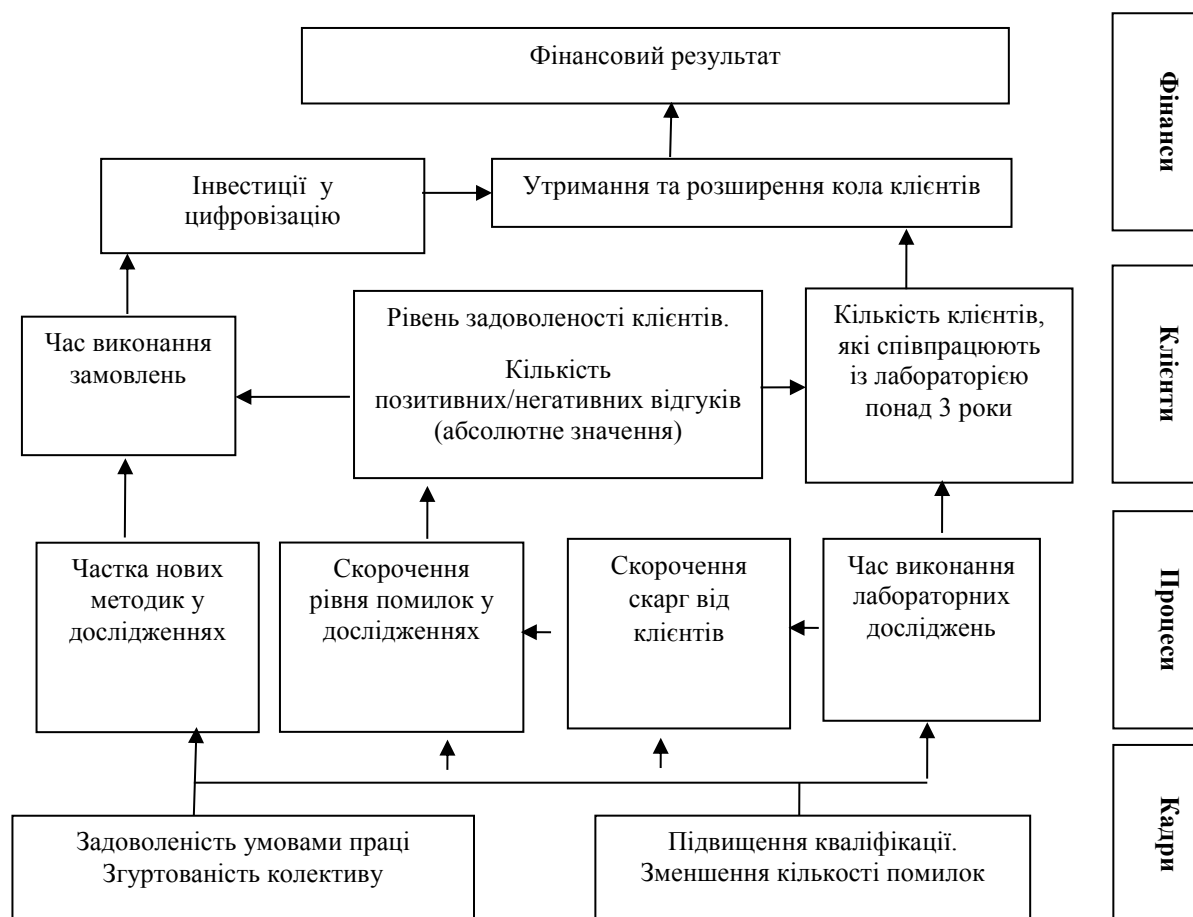 Фінансовий результат
Фінанси
Інвестиції у
цифровізацію
Утримання та розширення кола клієнтів
Час виконання
замовлень
Рівень задоволеності клієнтів.
Кількість
позитивних/негативних відгуків
(абсолютне значення)
Кількість клієнтів,
які співпрацюють
із лабораторією
понад 3 роки
Клієнти
Частка нових
методик у
дослідженнях
Скорочення
рівня помилок у
дослідженнях
Скорочення
скарг від
клієнтів
Час виконання
лабораторних
досліджень
Процеси
Задоволеність умовами праці
Згуртованість колективу
Підвищення кваліфікації.
Зменшення кількості помилок
Кадри